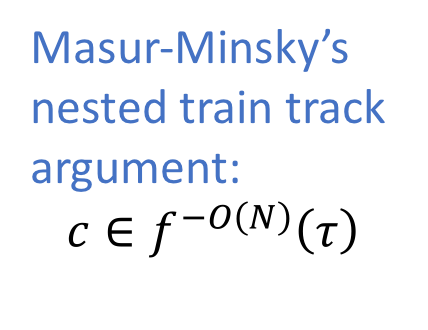 Masur-Minsky’s
nested train track
argument:
𝑐 ∈ 𝑓⁻ᴼ⁽ᴺ⁾(𝜏)